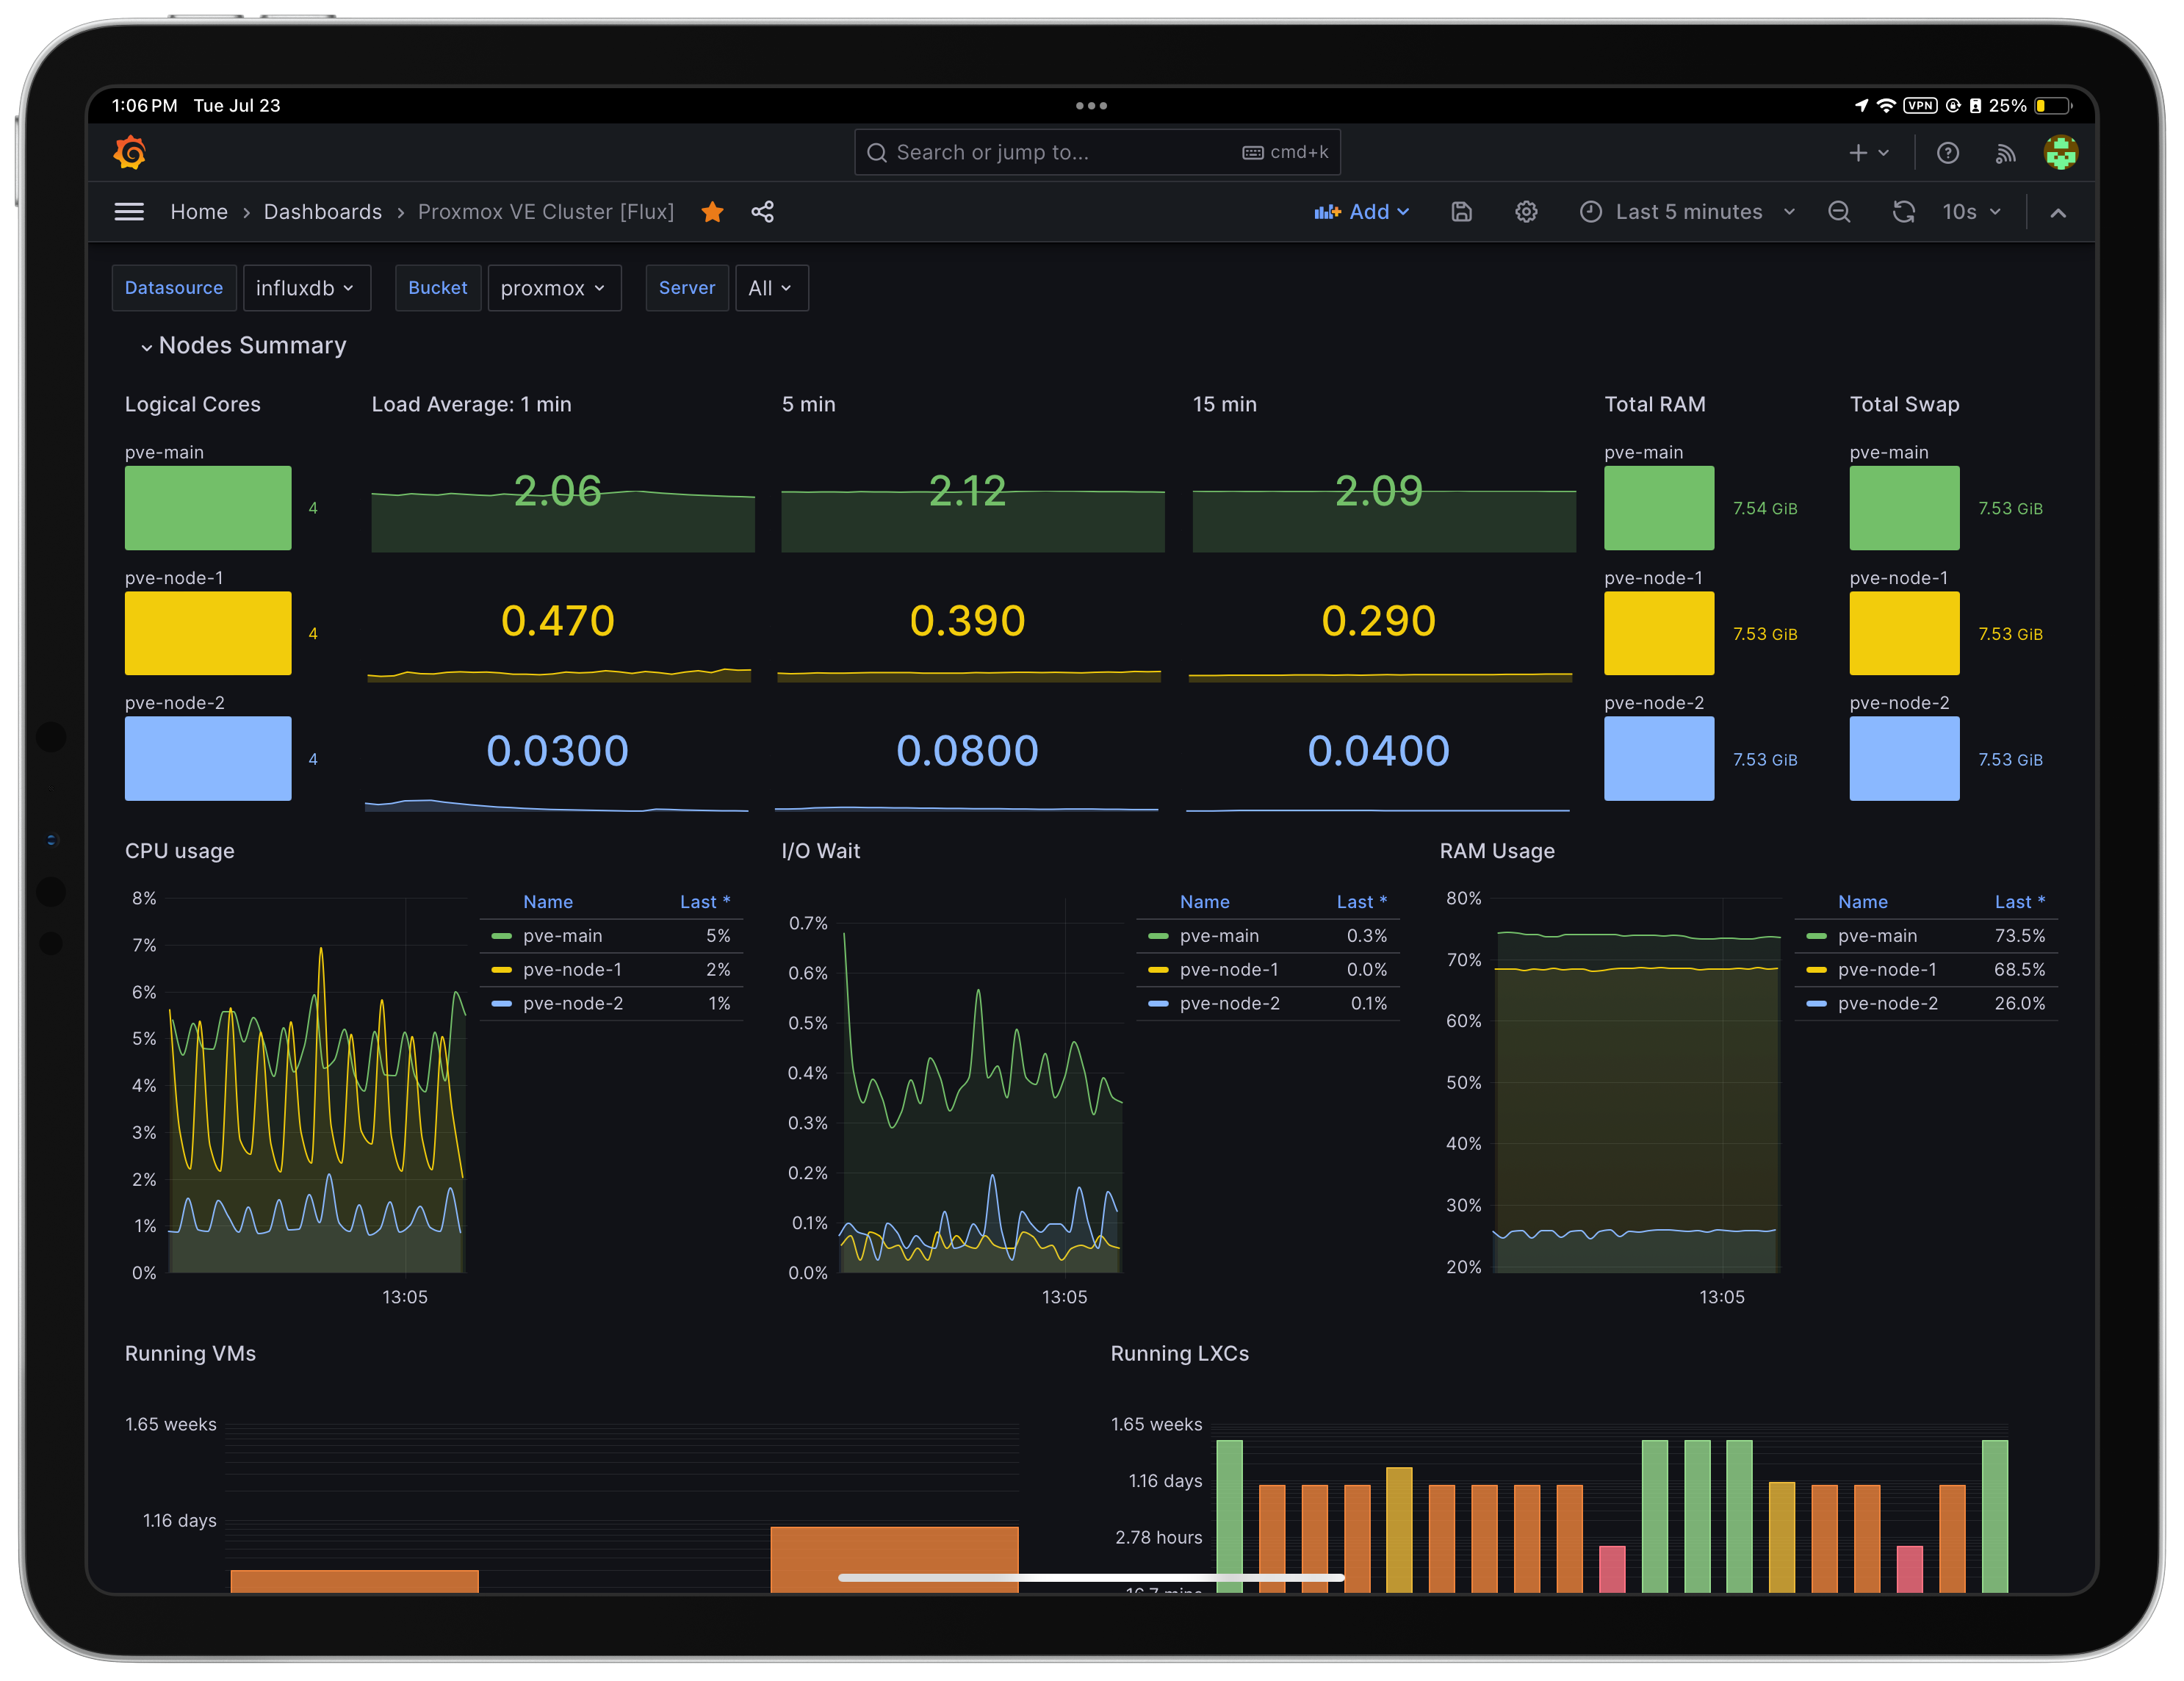 1:06 PM Tue Jul 23
VPN 25%
Search or jump to... cmd+k
Home Dashboards Proxmox VE Cluster [Flux] Add Last 5 minutes 10s
Datasource influxdb Bucket proxmox Server All
Nodes Summary
Logical Cores
pve-main
4
pve-node-1
4
pve-node-2
4
Load Average: 1 min
2.06
0.470
0.0300
5 min
2.12
0.390
0.0800
15 min
2.09
0.290
0.0400
Total RAM
pve-main
7.54 GiB
pve-node-1
7.53 GiB
pve-node-2
7.53 GiB
Total Swap
pve-main
7.53 GiB
pve-node-1
7.53 GiB
pve-node-2
7.53 GiB
CPU usage
8%
7%
6%
5%
4%
3%
2%
1%
0%
13:05
Name Last *
pve-main 5%
pve-node-1 2%
pve-node-2 1%
I/O Wait
0.7%
0.6%
0.5%
0.4%
0.3%
0.2%
0.1%
0.0%
13:05
Name Last *
pve-main 0.3%
pve-node-1 0.0%
pve-node-2 0.1%
RAM Usage
80%
70%
60%
50%
40%
30%
20%
13:05
Name Last *
pve-main 73.5%
pve-node-1 68.5%
pve-node-2 26.0%
Running VMs
1.65 weeks
1.16 days
Running LXCs
1.65 weeks
1.16 days
2.78 hours